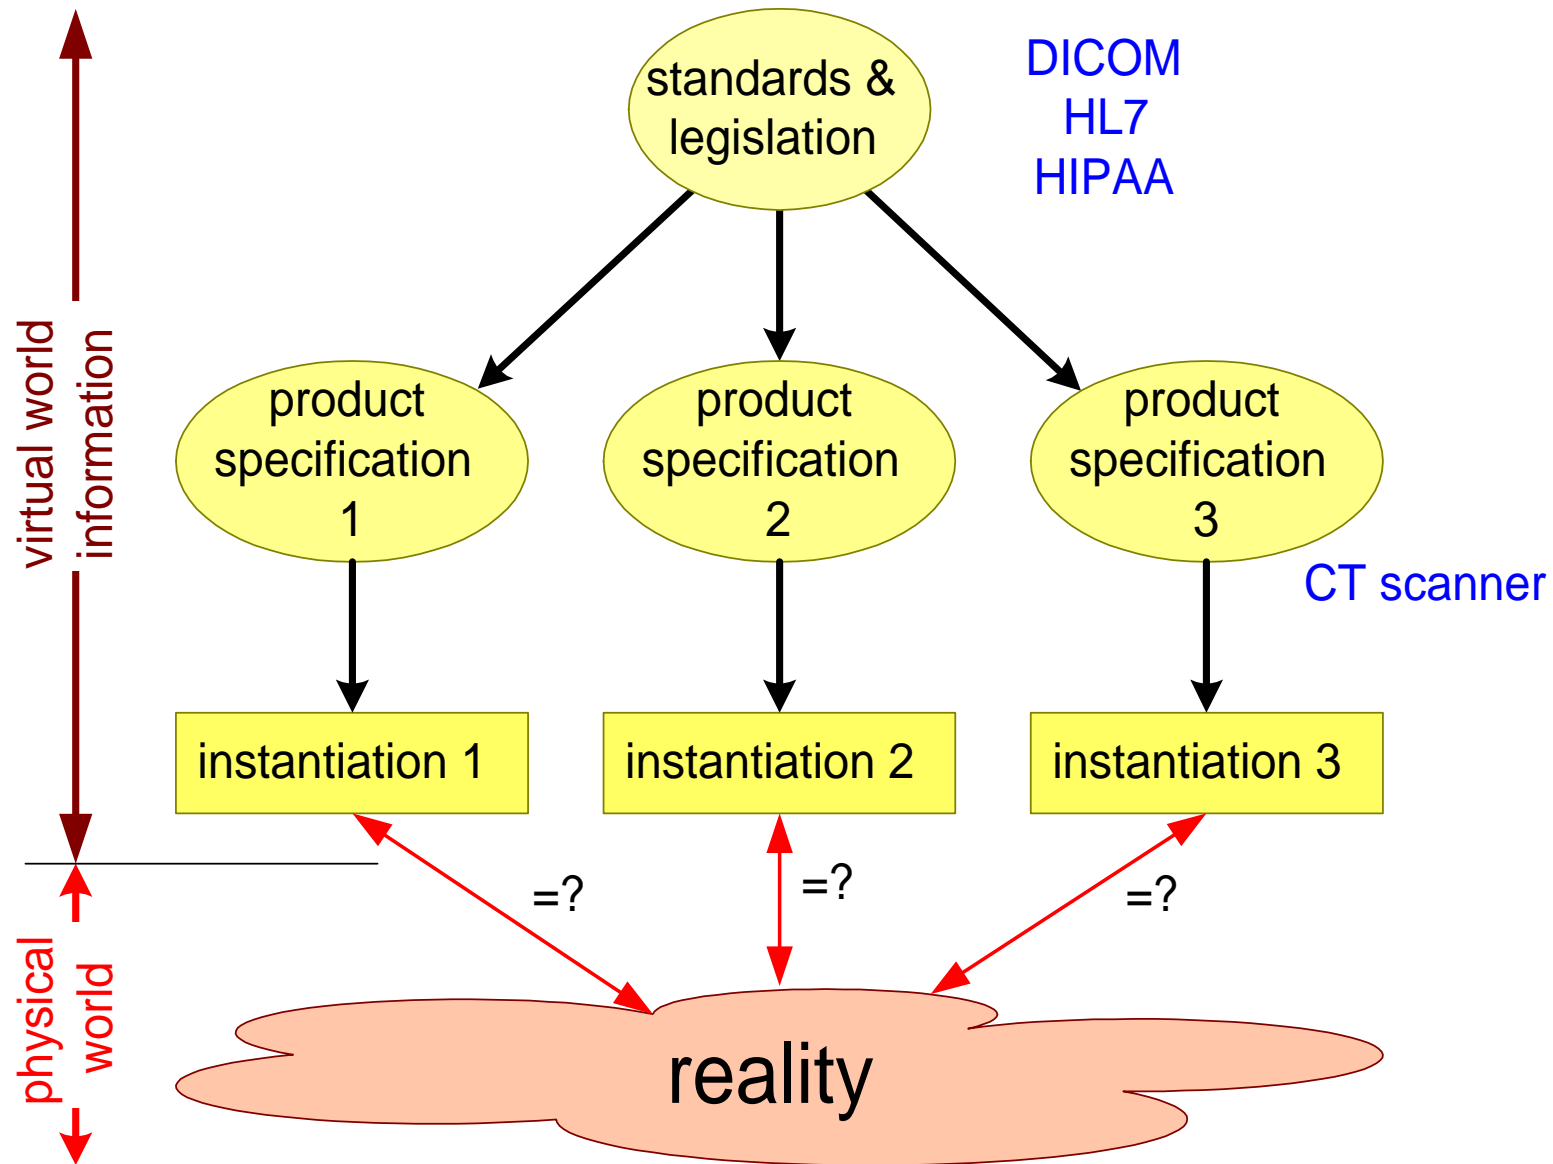 standards &
legislation
DICOM
HL7
HIPAA
virtual world
information
product
specification
1
product
specification
2
product
specification
3
CT scanner
instantiation 1
instantiation 2
instantiation 3
=?
=?
=?
physical
world
reality